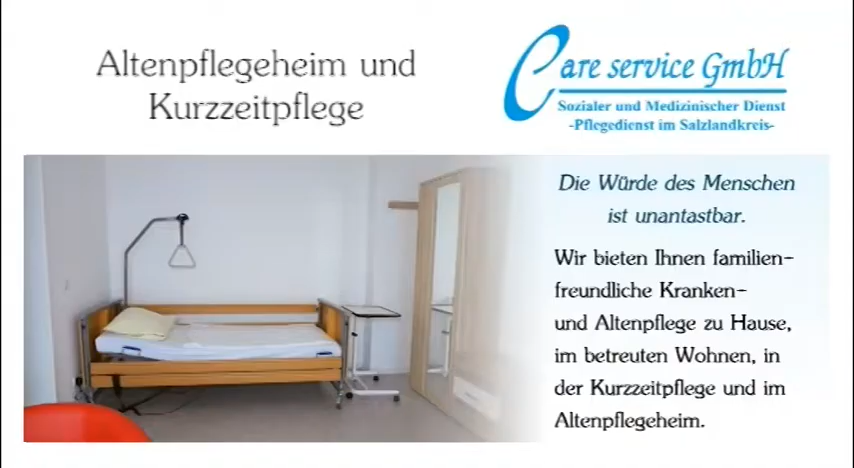 Altenpflegeheim und
Kurzzeitpflege
Care service GmbH
Sozialer und Medizinischer Dienst
-Pflegedienst im Salzlandkreis-
Die Würde des Menschen
ist unantastbar.
Wir bieten Ihnen familien-
freundliche Kranken-
und Altenpflege zu Hause,
im betreuten Wohnen, in
der Kurzzeitpflege und im
Altenpflegeheim.